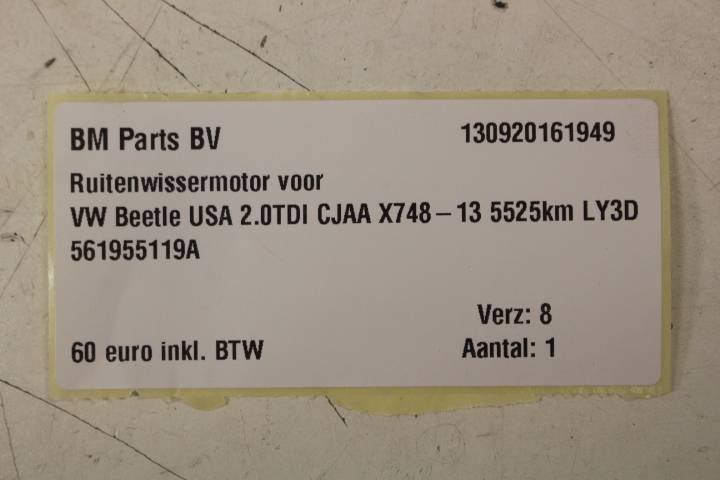 BM Parts BV 130920161949
Ruitenwissermotor voor
VW Beetle USA 2.0TDI CJAA X748-13 5525km LY3D
561955119A
Verz: 8
60 euro inkl. BTW Aantal: 1